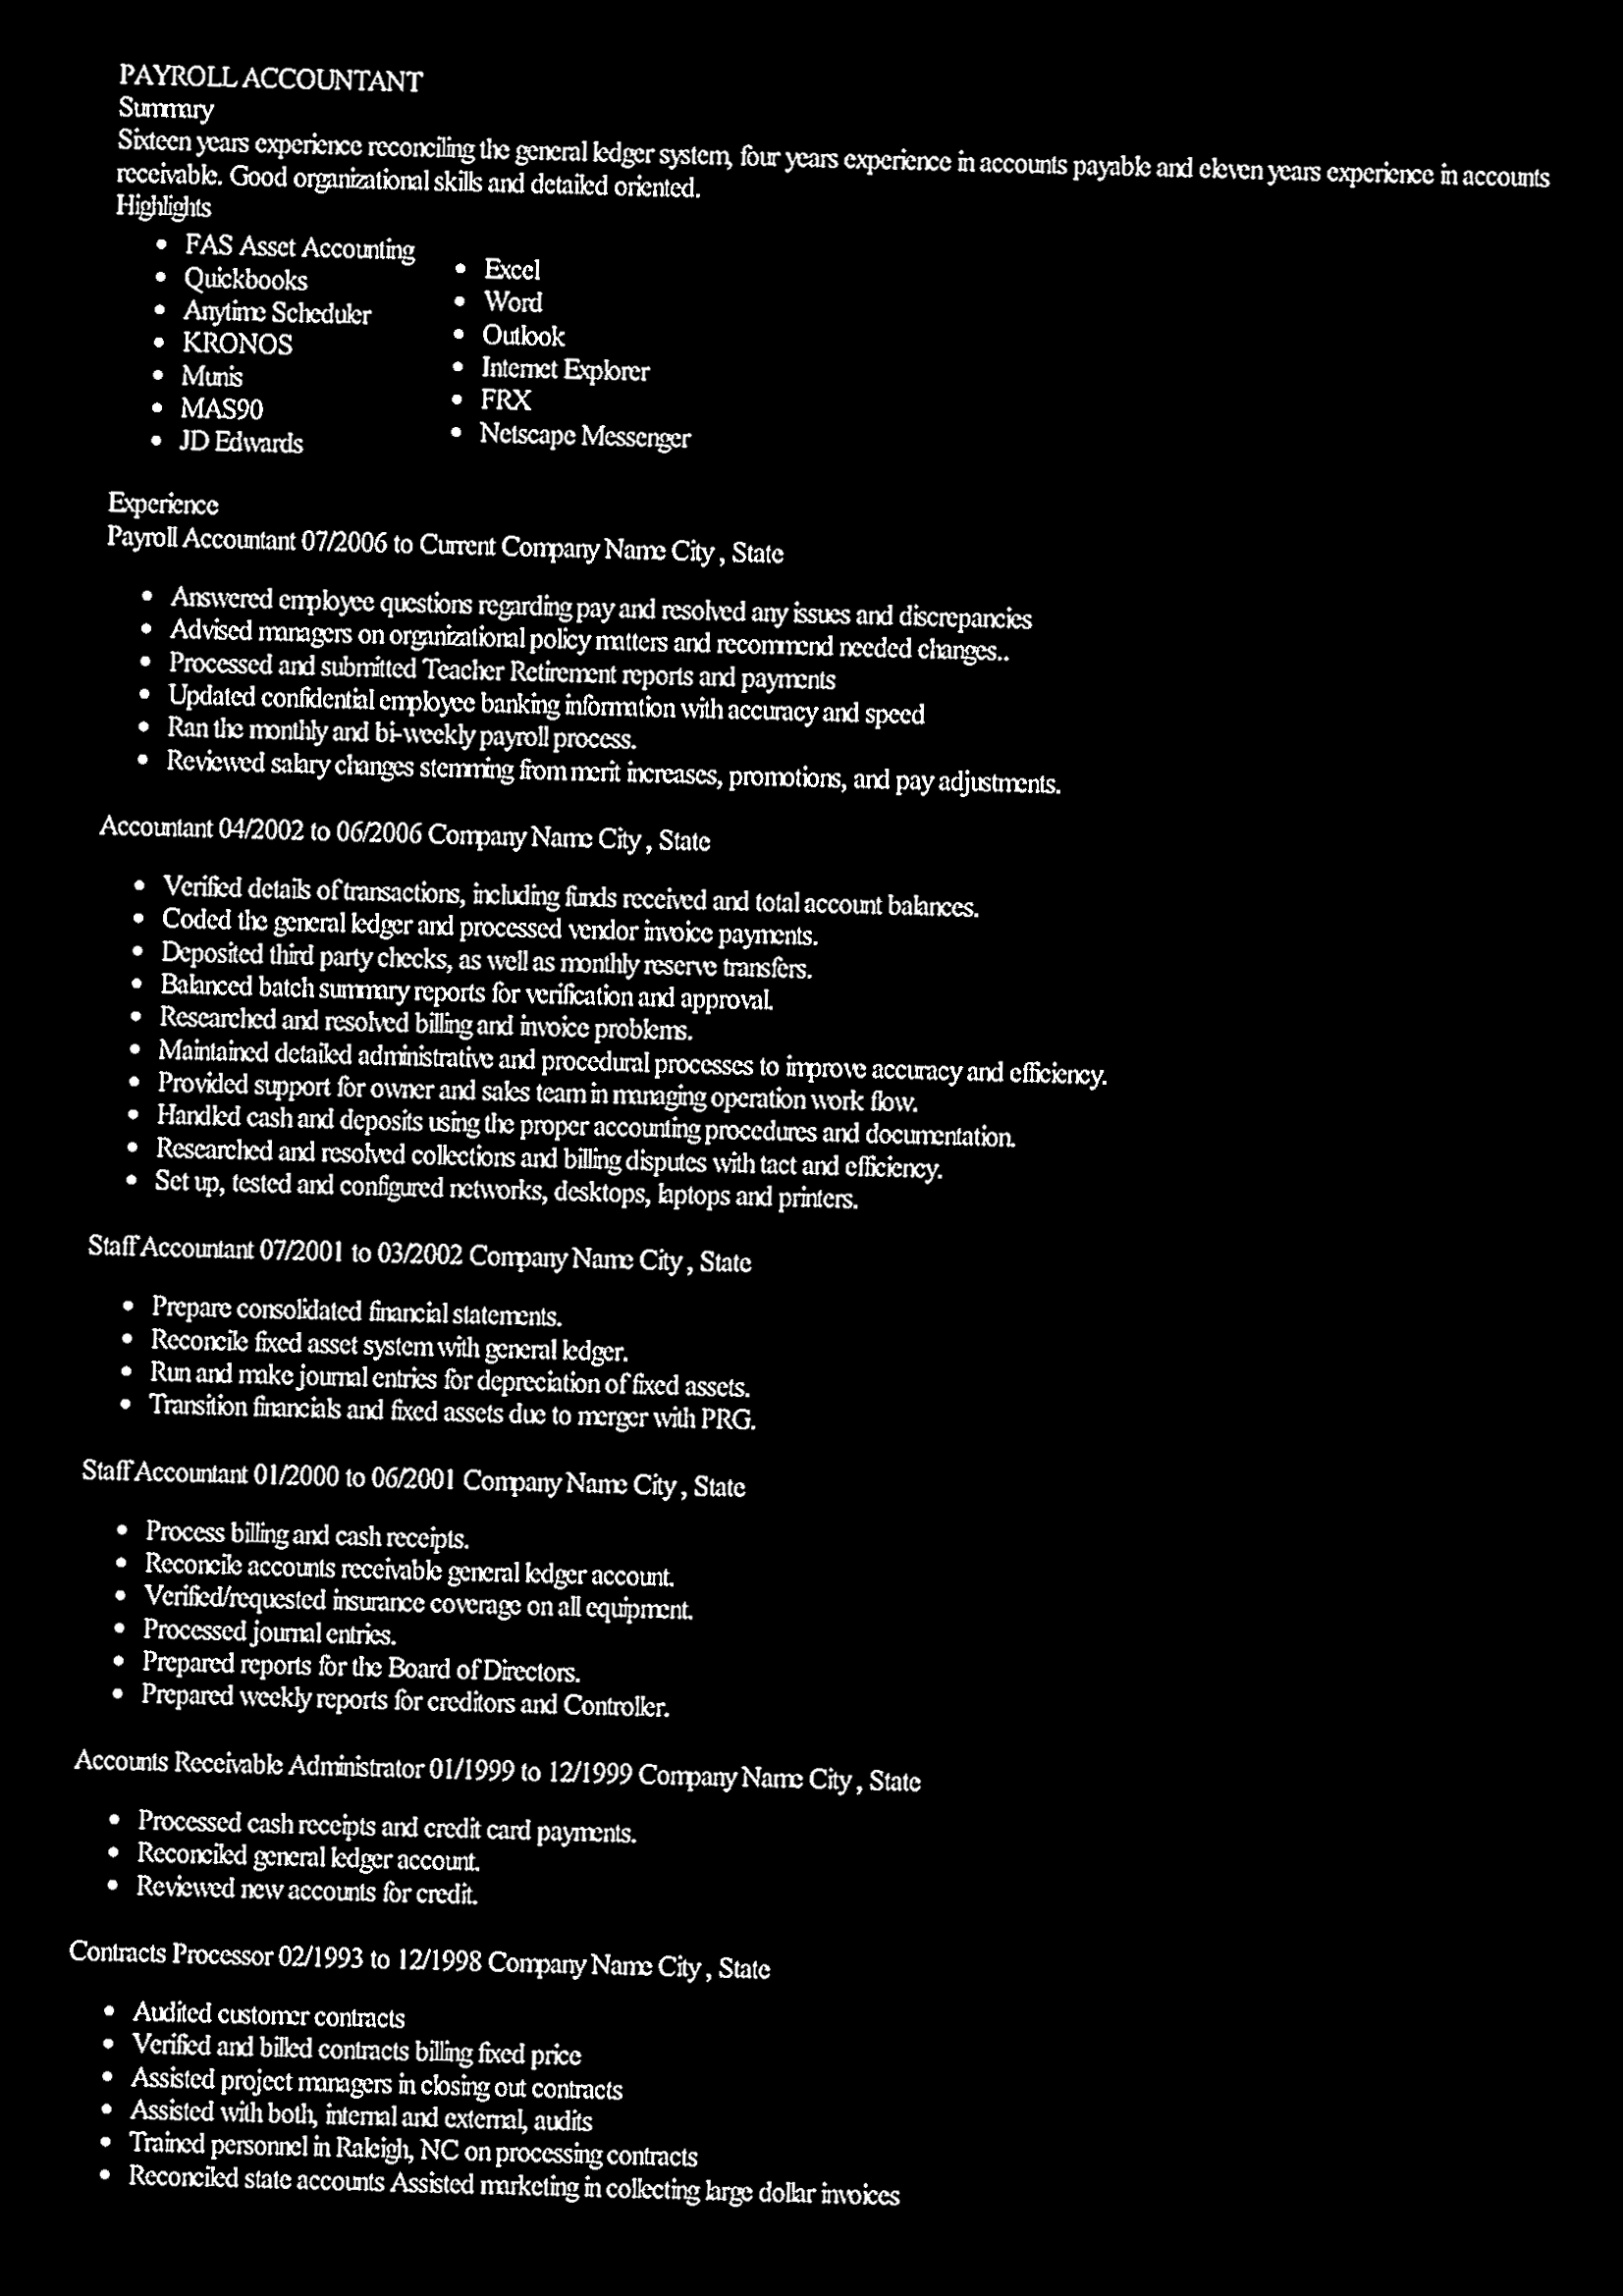 PAYROLL ACCOUNTANT
Summary
Sixteen years experience reconciling the general ledger system, four years experience in accounts payable and eleven years experience in accounts
receivable. Good organizational skills and detailed oriented.
Highlights
• FAS Asset Accounting
• Quickbooks
• Anytime Scheduler
• KRONOS
• Munis
• MAS90
• JD Edwards
• Excel
• Word
• Outlook
• Internet Explorer
• FRX
• Netscape Messenger
Experience
Payroll Accountant 07/2006 to Current Company Name City , State
• Answered employee questions regarding pay and resolved any issues and discrepancies
• Advised managers on organizational policy matters and recommend needed changes..
• Processed and submitted Teacher Retirement reports and payments
• Updated confidential employee banking information with accuracy and speed
• Ran the monthly and bi-weekly payroll process.
• Reviewed salary changes stemming from merit increases, promotions, and pay adjustments.
Accountant 04/2002 to 06/2006 Company Name City , State
• Verified details of transactions, including funds received and total account balances.
• Coded the general ledger and processed vendor invoice payments.
• Deposited third party checks, as well as monthly reserve transfers.
• Balanced batch summary reports for verification and approval.
• Researched and resolved billing and invoice problems.
• Maintained detailed administrative and procedural processes to improve accuracy and efficiency.
• Provided support for owner and sales team in managing operation work flow.
• Handled cash and deposits using the proper accounting procedures and documentation.
• Researched and resolved collections and billing disputes with tact and efficiency.
• Set up, tested and configured networks, desktops, laptops and printers.
Staff Accountant 07/2001 to 03/2002 Company Name City , State
• Prepare consolidated financial statements.
• Reconcile fixed asset system with general ledger.
• Run and make journal entries for depreciation of fixed assets.
• Transition financials and fixed assets due to merger with PRG.
Staff Accountant 01/2000 to 06/2001 Company Name City , State
• Process billing and cash receipts.
• Reconcile accounts receivable general ledger account.
• Verified/requested insurance coverage on all equipment.
• Processed journal entries.
• Prepared reports for the Board of Directors.
• Prepared weekly reports for creditors and Controller.
Accounts Receivable Administrator 01/1999 to 12/1999 Company Name City , State
• Processed cash receipts and credit card payments.
• Reconciled general ledger account.
• Reviewed new accounts for credit.
Contracts Processor 02/1993 to 12/1998 Company Name City , State
• Audited customer contracts
• Verified and billed contracts billing fixed price
• Assisted project managers in closing out contracts
• Assisted with both, internal and external, audits
• Trained personnel in Raleigh, NC on processing contracts
• Reconciled state accounts Assisted marketing in collecting large dollar invoices